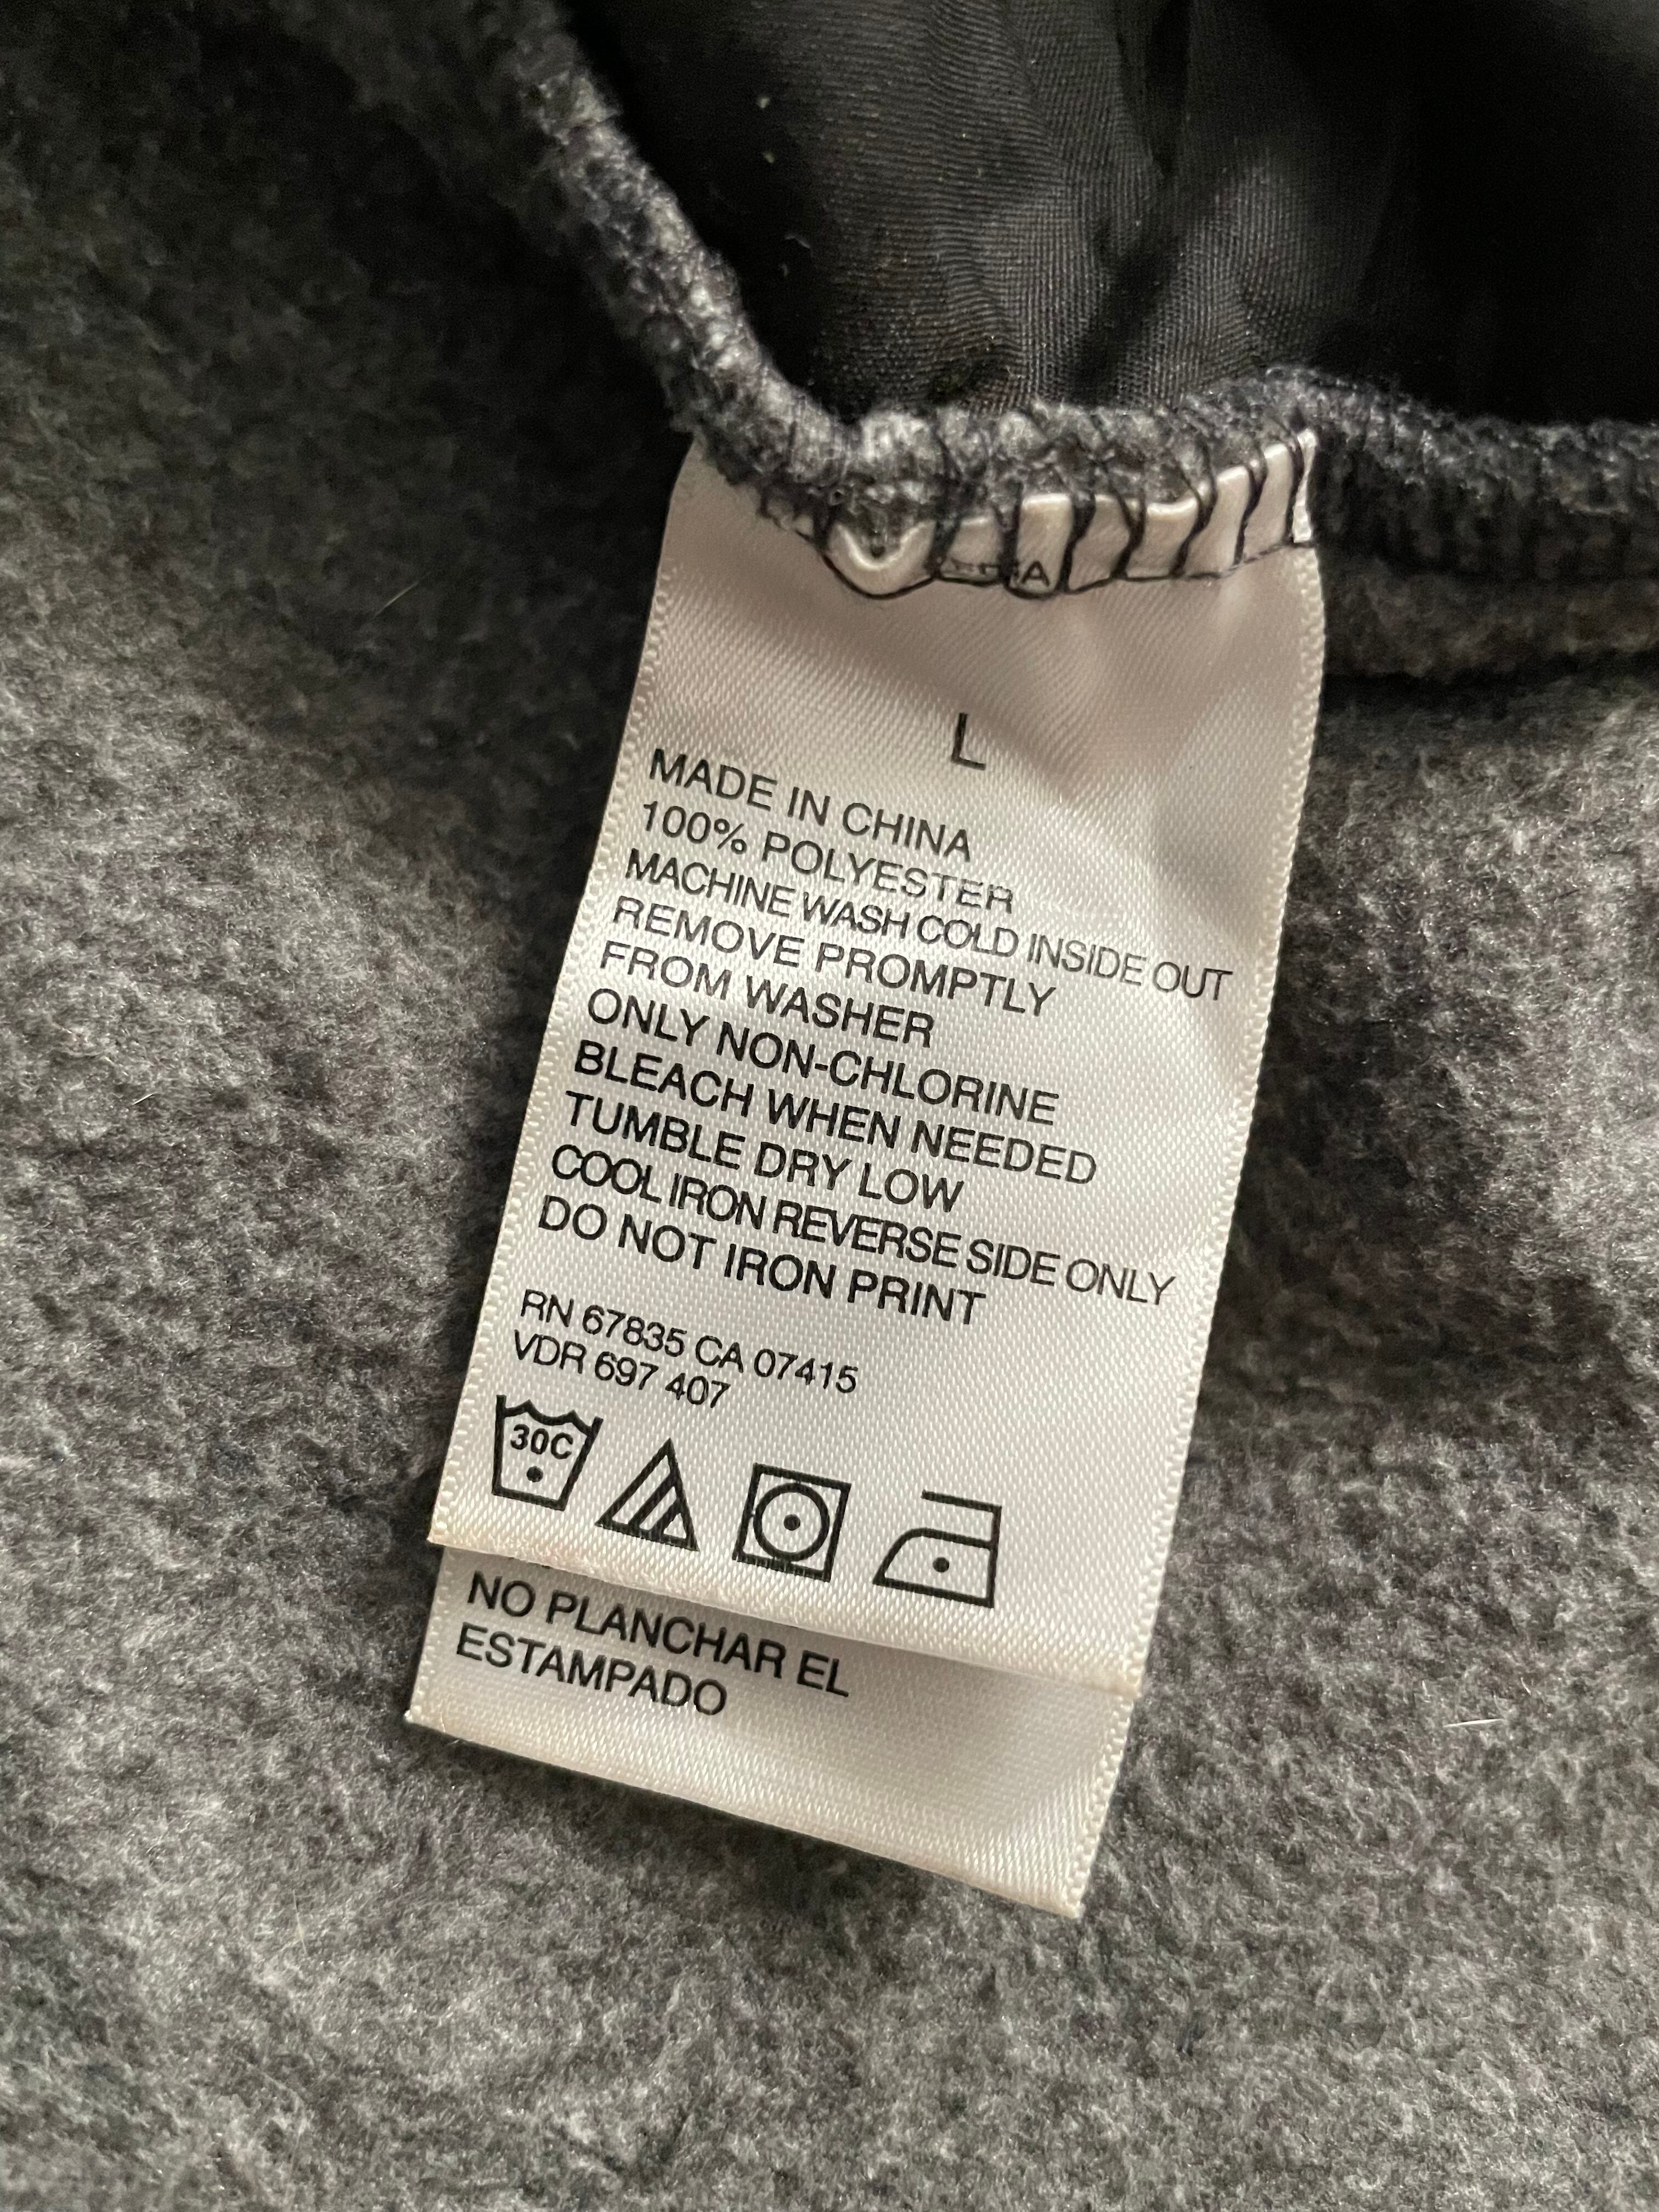 L
MADE IN CHINA
100% POLYESTER
MACHINE WASH COLD INSIDE OUT
REMOVE PROMPTLY
FROM WASHER
ONLY NON-CHLORINE
BLEACH WHEN NEEDED
TUMBLE DRY LOW
COOL IRON REVERSE SIDE ONLY
DO NOT IRON PRINT
RN 67835 CA 07415
VDR 697 407
30C
NO PLANCHAR EL
ESTAMPADO